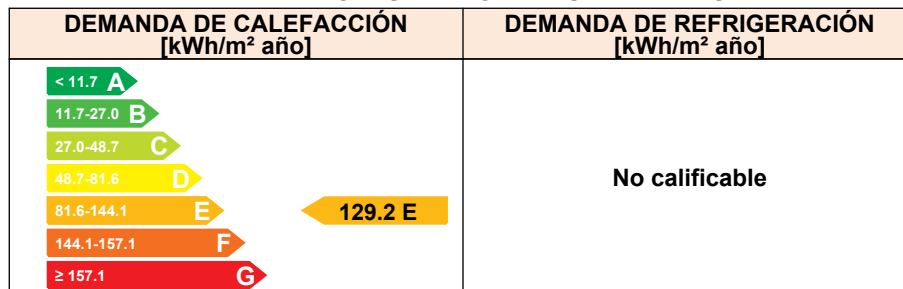 DEMANDA DE CALEFACCIÓN
[kWh/m² año]
DEMANDA DE REFRIGERACIÓN
[kWh/m² año]
< 11.7 A
11.7-27.0 B
27.0-48.7 C
48.7-81.6 D
81.6-144.1 E
129.2 E
144.1-157.1 F
≥ 157.1 G
No calificable